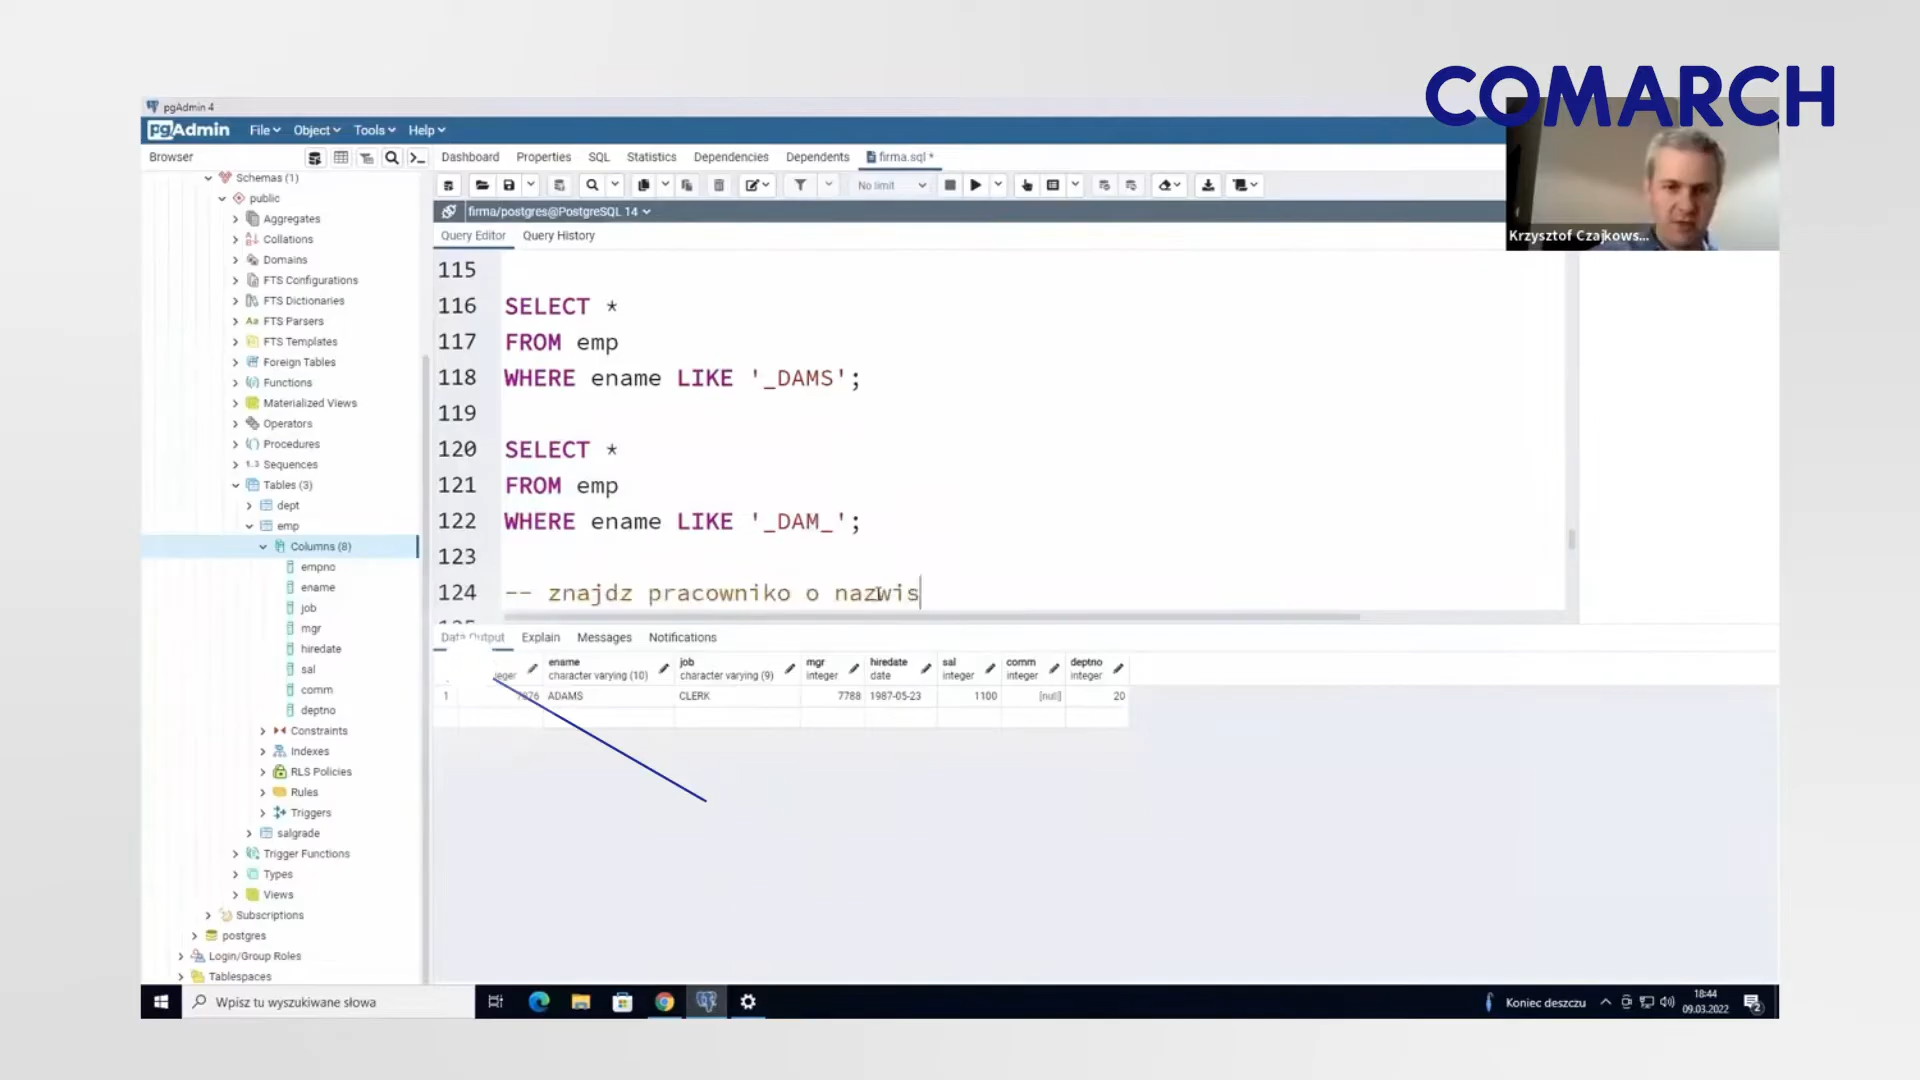 COMARCH
pgAdmin 4
pgAdmin File Object Tools Help
Browser
Dashboard Properties SQL Statistics Dependencies Dependents firma.sql *
No limit
firma/postgres@PostgreSQL 14
Query Editor Query History
Krzysztof Czajkows...
Schemas (1)
public
Aggregates
Collations
Domains
FTS Configurations
FTS Dictionaries
FTS Parsers
FTS Templates
Foreign Tables
Functions
Materialized Views
Operators
Procedures
Sequences
Tables (3)
dept
emp
Columns (8)
empno
ename
job
mgr
hiredate
sal
comm
deptno
Constraints
Indexes
RLS Policies
Rules
Triggers
salgrade
Trigger Functions
Types
Views
Subscriptions
postgres
Login/Group Roles
Tablespaces
115
116 SELECT *
117 FROM emp
118 WHERE ename LIKE '_DAMS';
119
120 SELECT *
121 FROM emp
122 WHERE ename LIKE '_DAM_';
123
124 -- znajdz pracowniko o nazwis
Data Output Explain Messages Notifications
ename job mgr hiredate sal comm deptno
character varying (10) character varying (9) integer date integer integer integer
1 ADAMS CLERK 7788 1987-05-23 1100 [null] 20
Wpisz tu wyszukiwane słowa
Koniec deszczu
18:44
09.03.2022
2